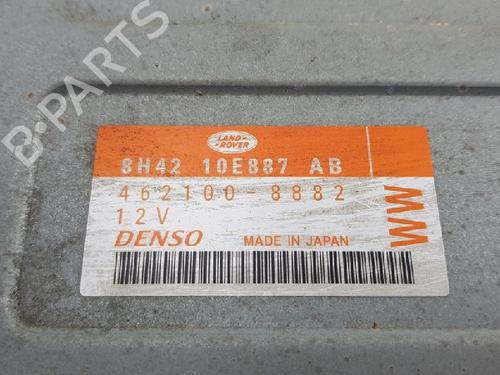 B-PARTS
LAND-
ROVER
8H42 10E887 AB
462100-8882
12V
DENSO MADE IN JAPAN
WW